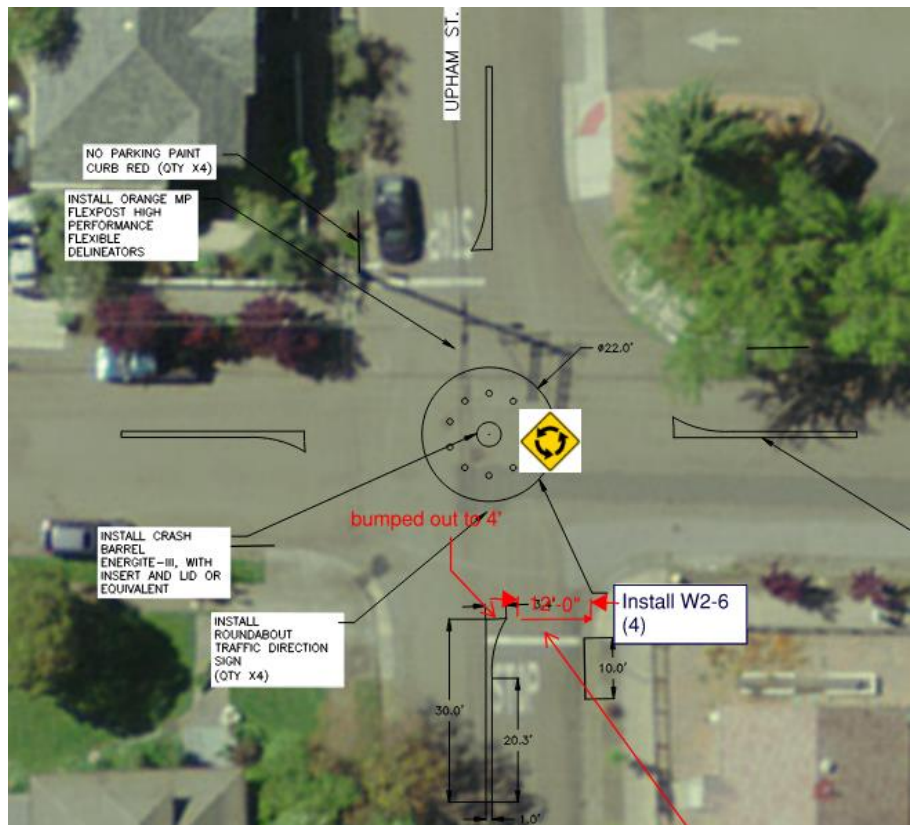 UPHAM ST.
NO PARKING PAINT
CURB RED (QTY X4)
INSTALL ORANGE MP
FLEXPOST HIGH
PERFORMANCE
FLEXIBLE
DELINEATORS
ø22.0'
bumped out to 4'
INSTALL CRASH
BARREL
ENERGITE-III, WITH
INSERT AND LID OR
EQUIVALENT
12'-0"
Install W2-6
(4)
INSTALL
ROUNDABOUT
TRAFFIC DIRECTION
SIGN
(QTY X4)
STOP
10.0'
30.0'
20.3'
1.0'